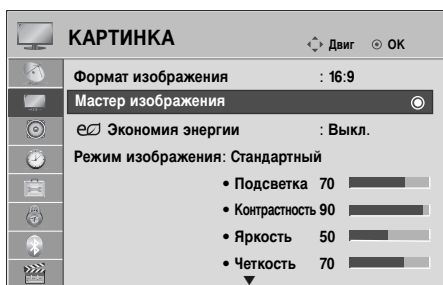 КАРТИНКА Двиг ОК
Формат изображения : 16:9
Мастер изображения
Экономия энергии : Выкл.
Режим изображения: Стандартный
• Подсветка 70
• Контрастность 90
• Яркость 50
• Четкость 70